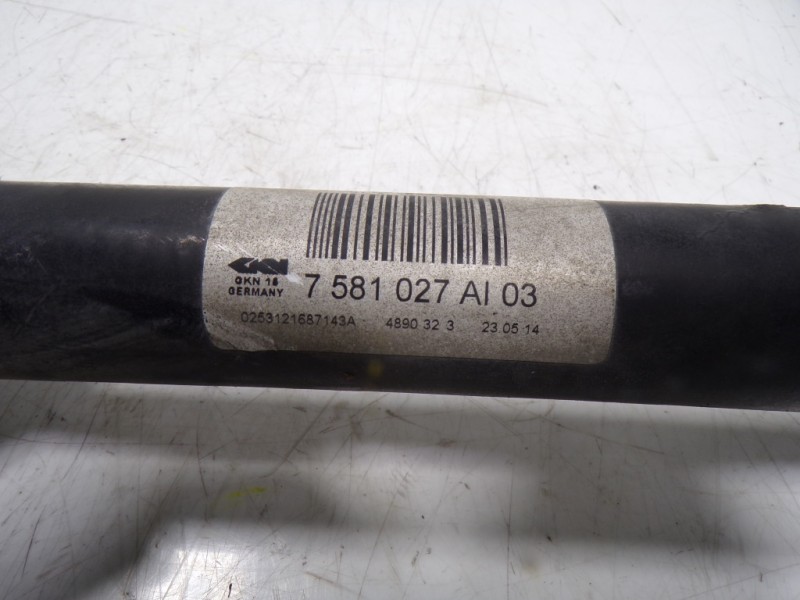 GKN
GKN 16
GERMANY
7 581 027 AI 03
0253121687143A 4890 32 3 23 05 14